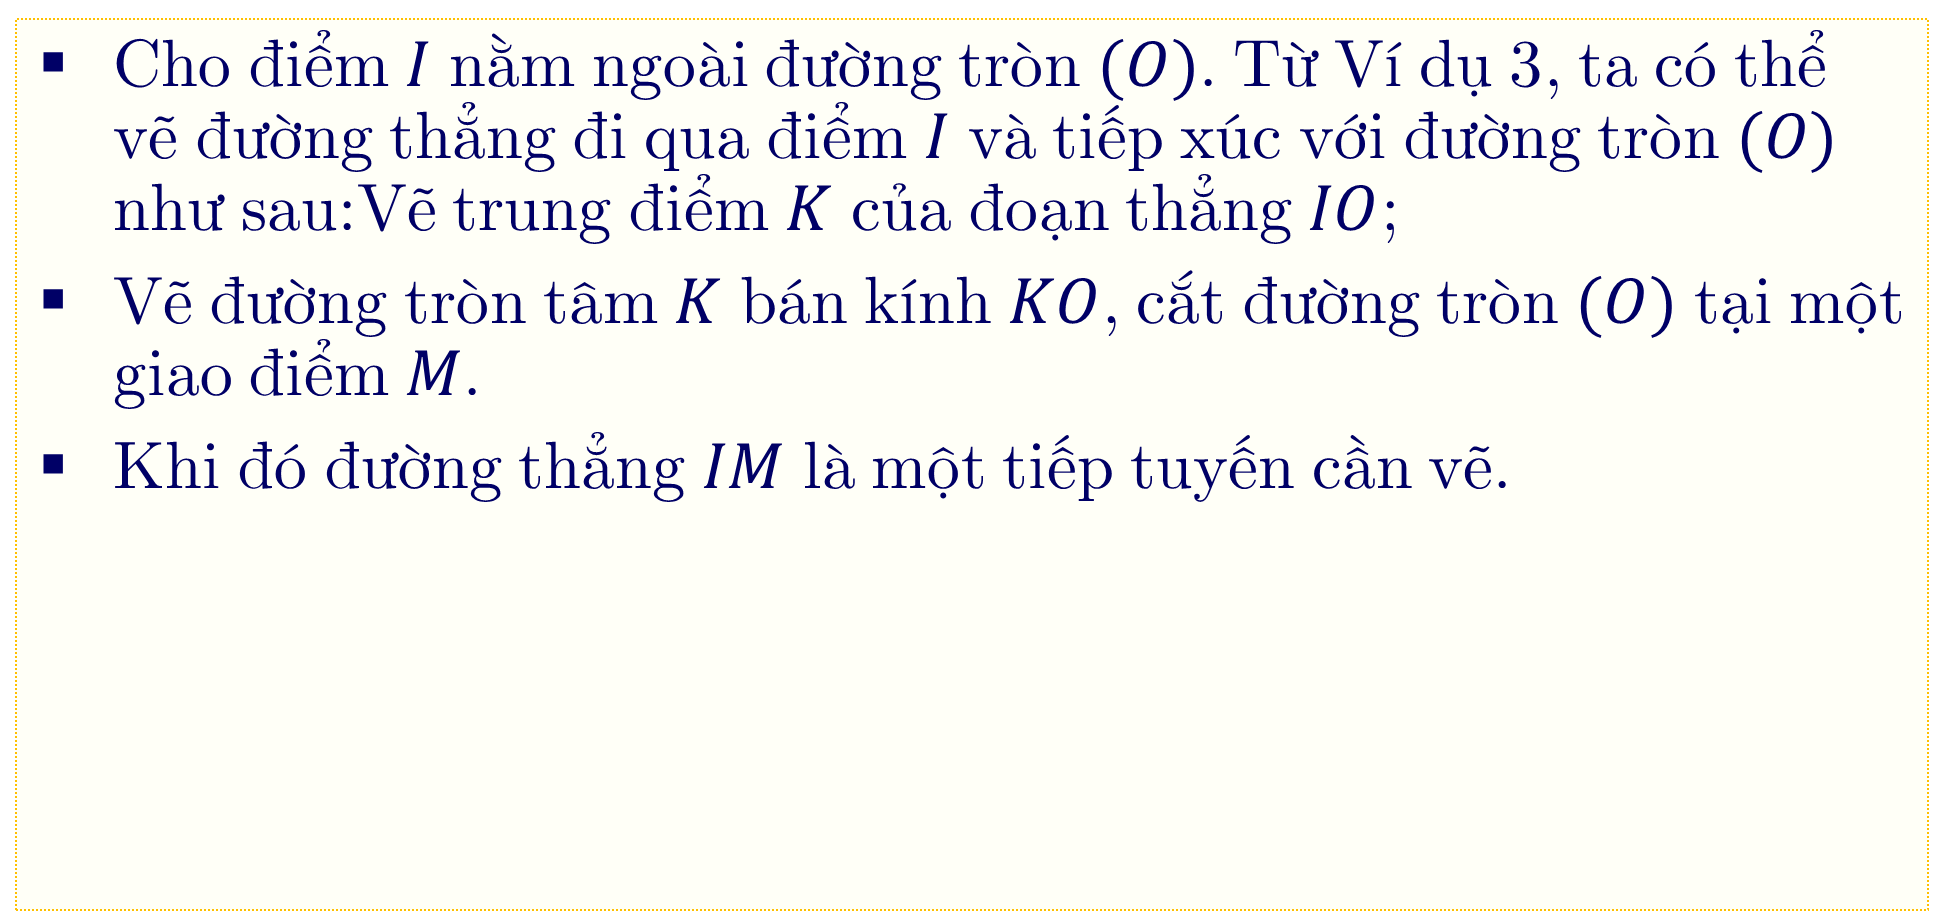 ▪ Cho điểm I nằm ngoài đường tròn (O). Từ Ví dụ 3, ta có thể
vẽ đường thẳng đi qua điểm I và tiếp xúc với đường tròn (O)
như sau:Vẽ trung điểm K của đoạn thẳng IO;
▪ Vẽ đường tròn tâm K bán kính KO, cắt đường tròn (O) tại một
giao điểm M.
▪ Khi đó đường thẳng IM là một tiếp tuyến cần vẽ.